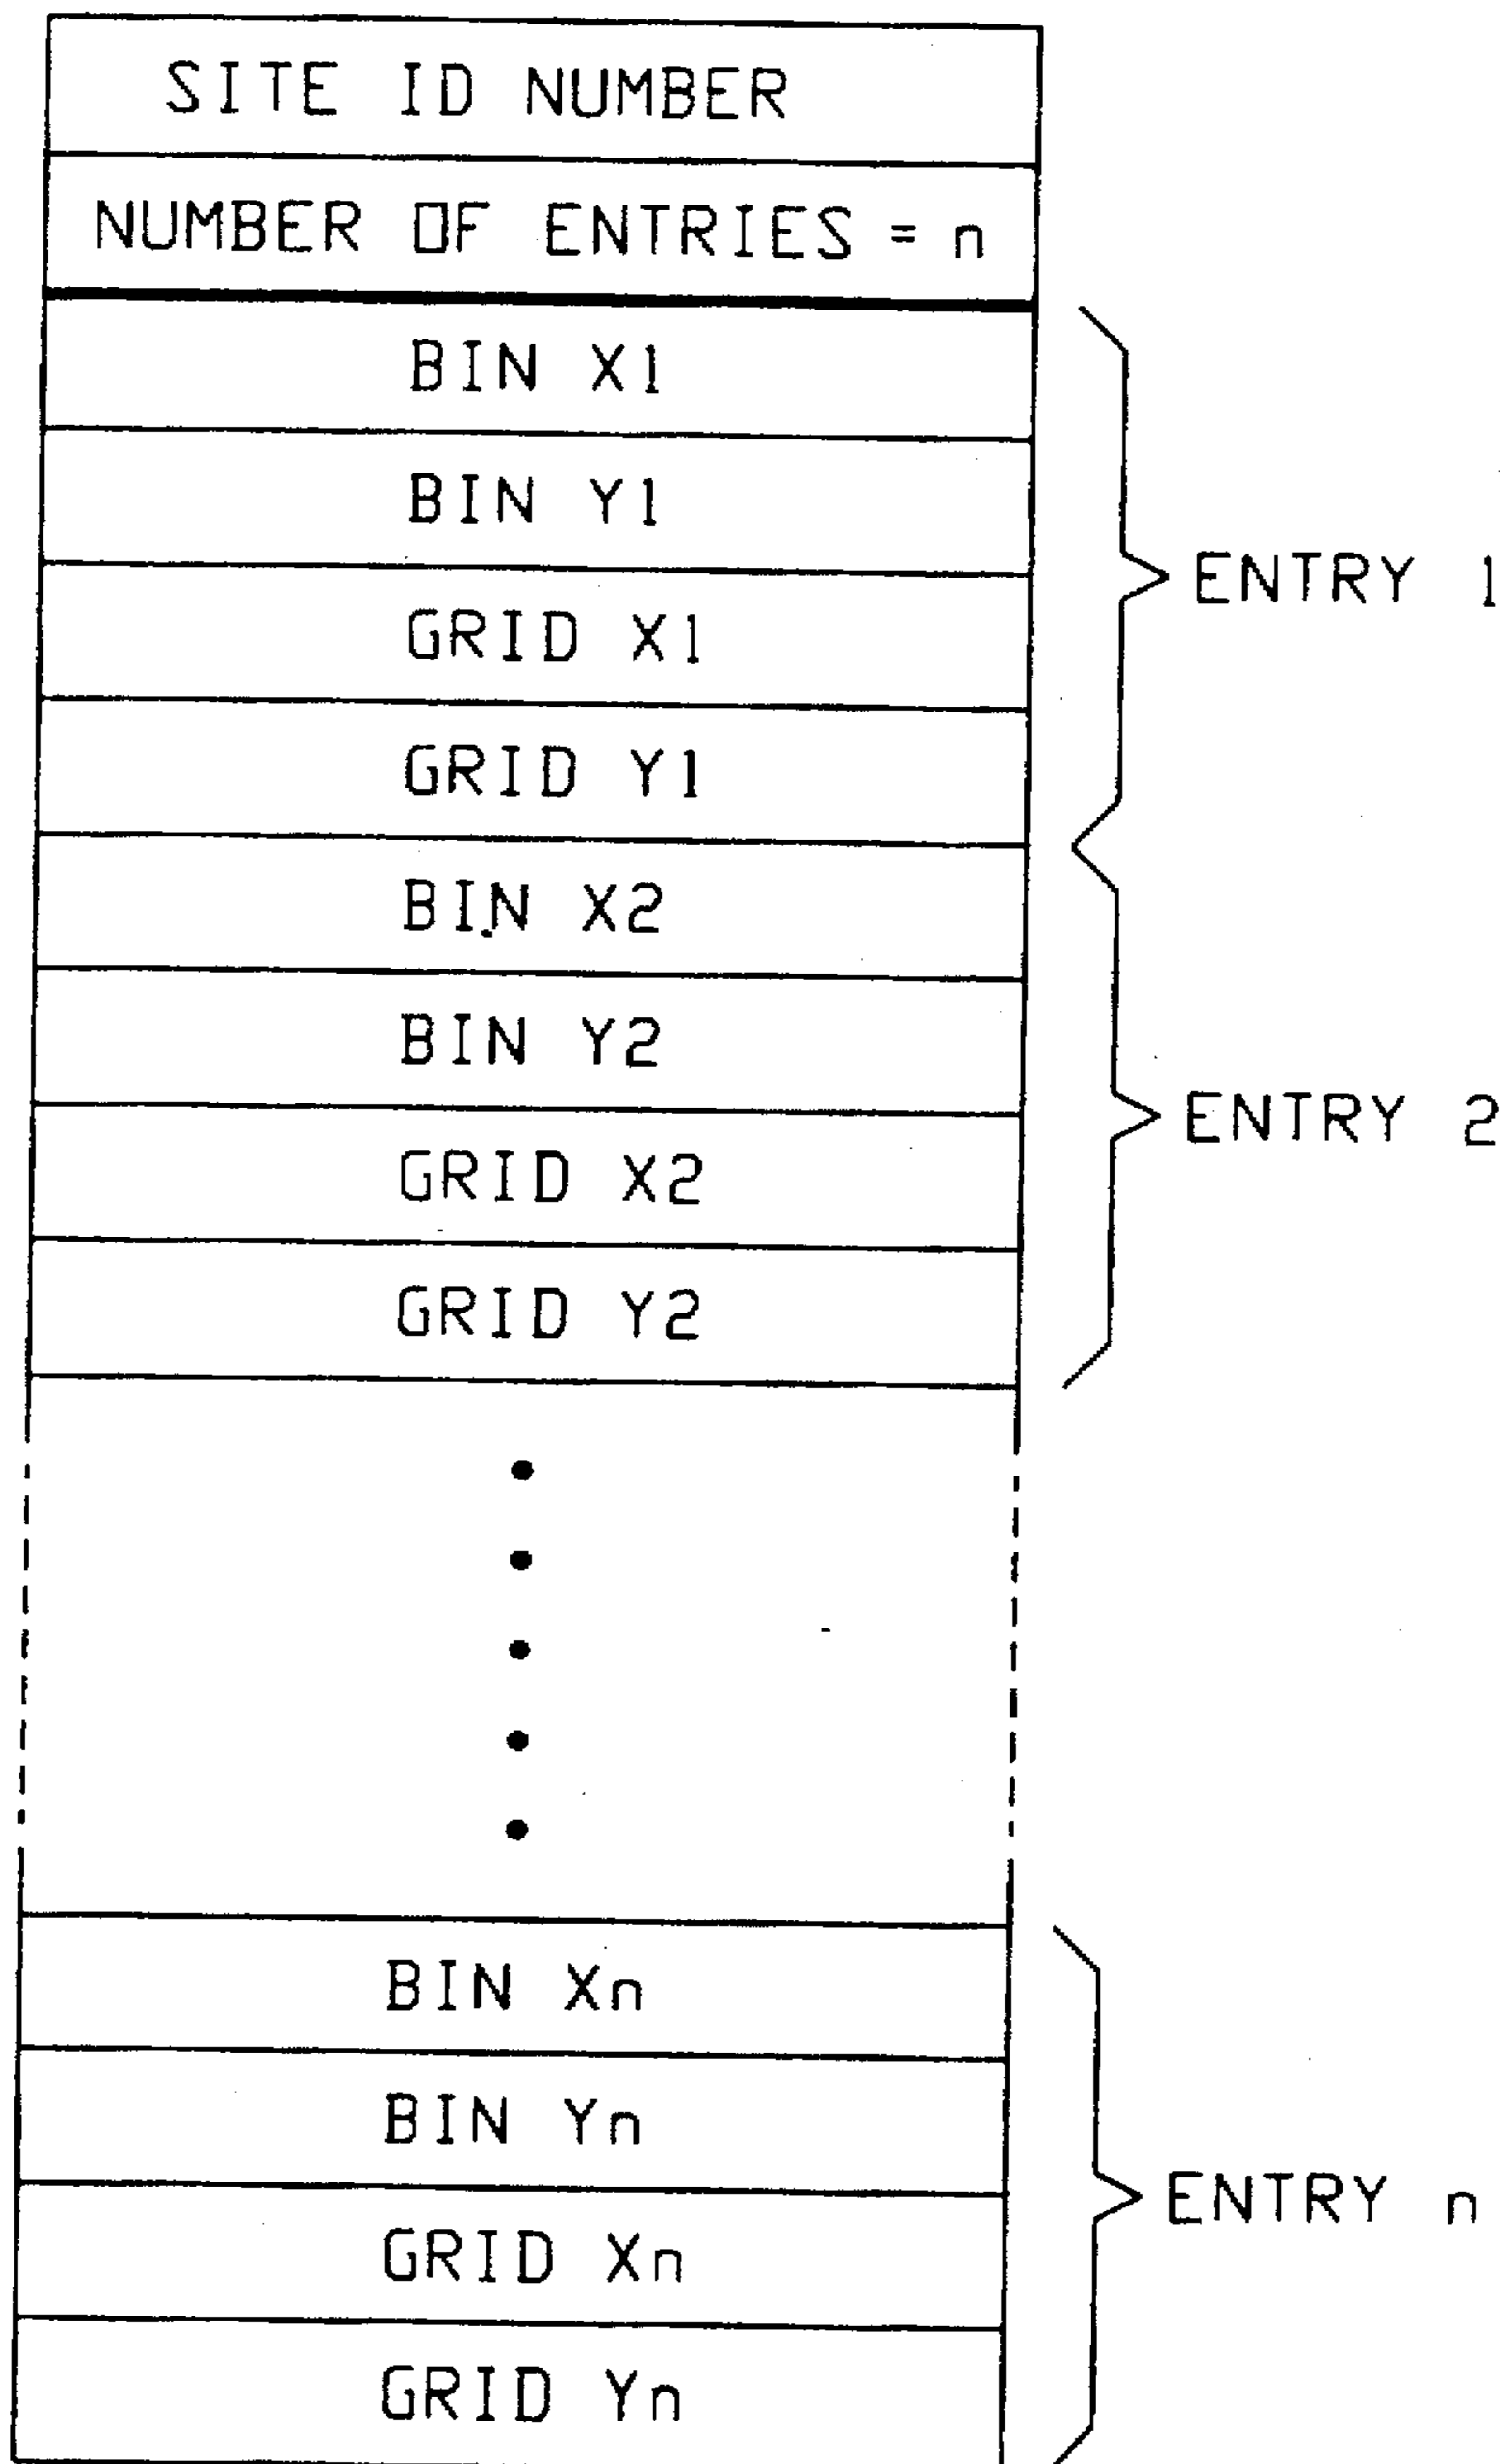 SITE ID NUMBER
NUMBER OF ENTRIES = n
BIN X1
BIN Y1
GRID X1
GRID Y1
ENTRY 1
BIN X2
BIN Y2
GRID X2
GRID Y2
ENTRY 2
BIN Xn
BIN Yn
GRID Xn
GRID Yn
ENTRY n